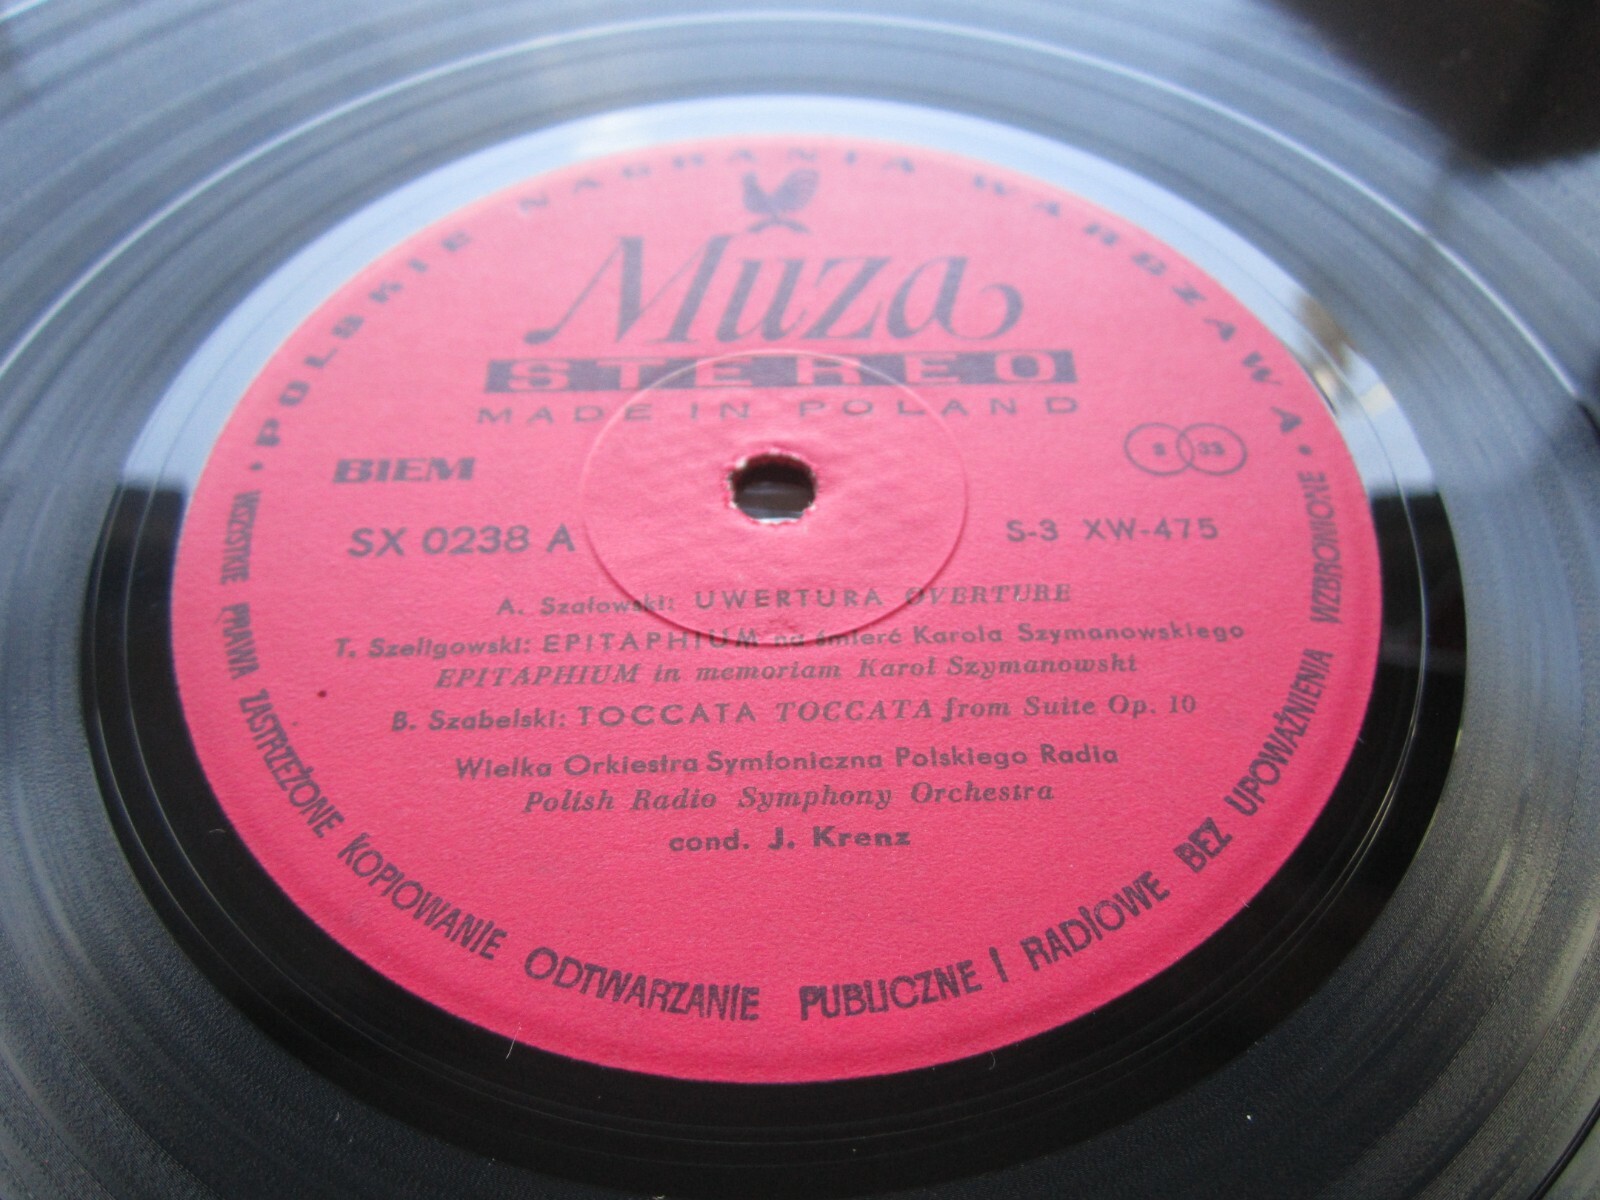 • POLSKIE NAGRANIA WARSZAWA •
Muza
STEREO
MADE IN POLAND
BIEM
S 33
SX 0238 A
S-3 XW-475
A. Szałowski: UWERTURA OVERTURE
T. Szeligowski: EPITAPHIUM na śmierć Karola Szymanowskiego
EPITAPHIUM in memoriam Karol Szymanowski
B. Szabelski: TOCCATA TOCCATA from Suite Op. 10
Wielka Orkiestra Symfoniczna Polskiego Radia
Polish Radio Symphony Orchestra
cond. J. Krenz
WSZYSTKIE PRAWA ZASTRZEŻONE KOPIOWANIE ODTWARZANIE PUBLICZNE I RADIOWE BEZ UPOWAŻNIENIA WZBRONIONE